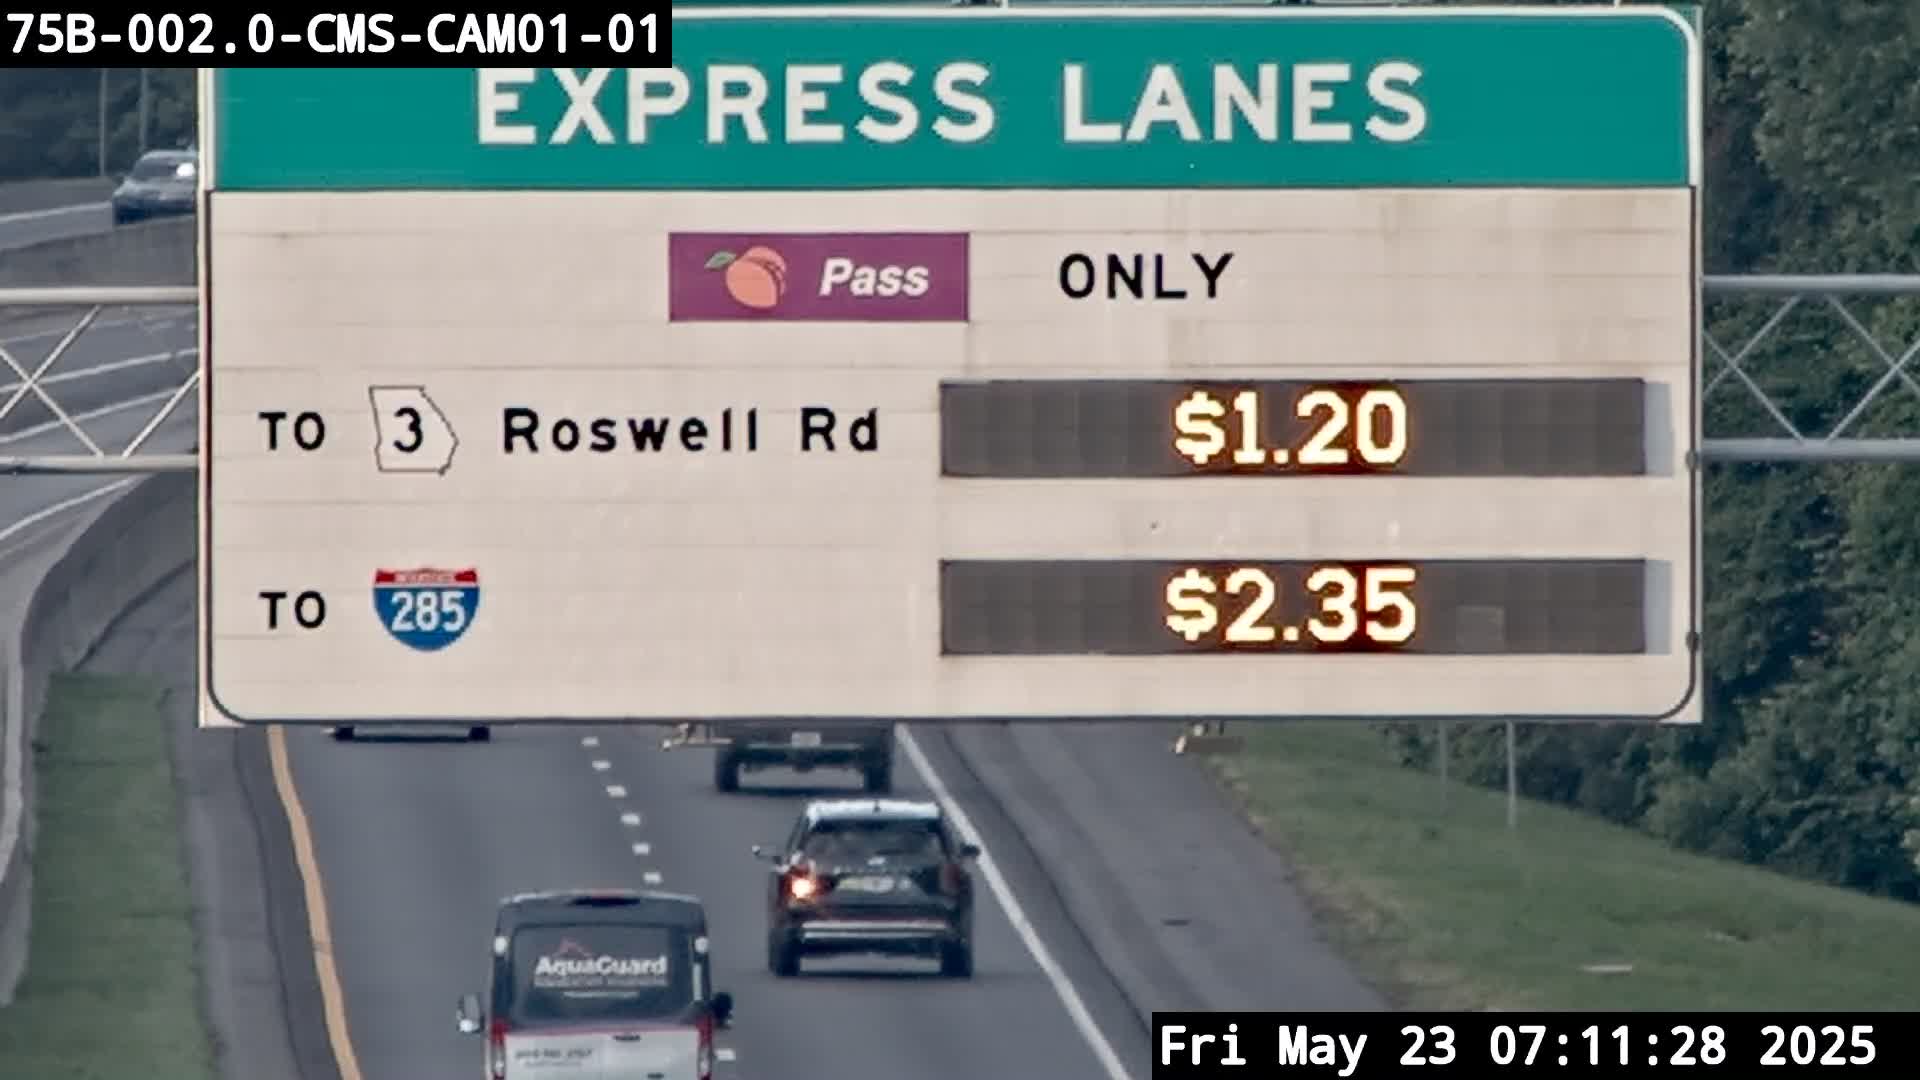 75B-002.0-CMS-CAM01-01
EXPRESS LANES
Pass ONLY
TO 3 Roswell Rd $1.20
TO 285 $2.35
AquaGuard
Fri May 23 07:11:28 2025